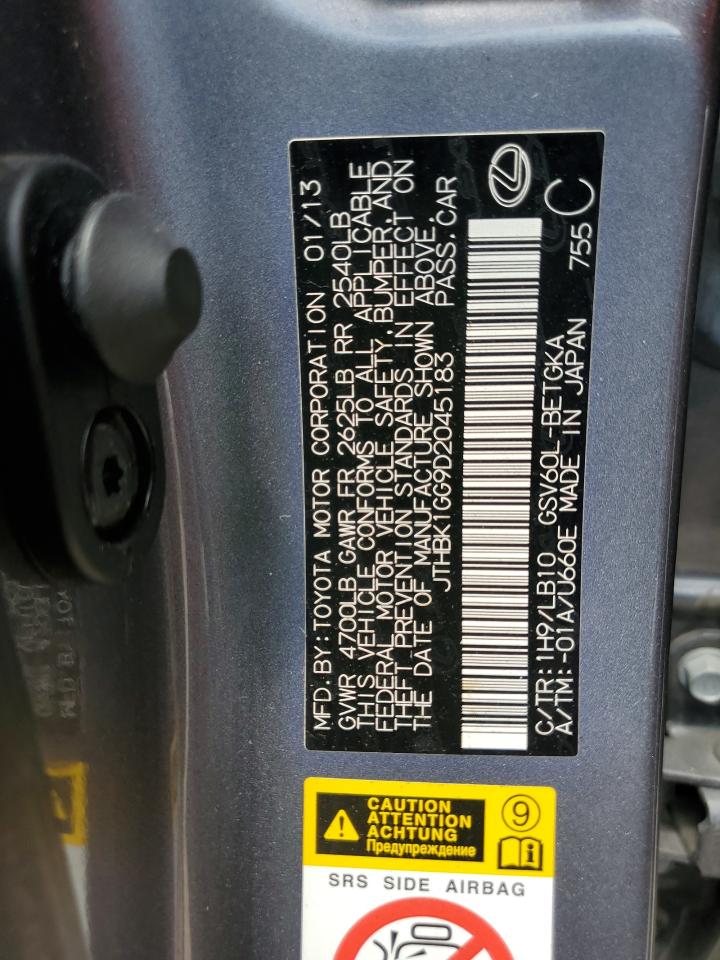 MFD.BY:TOYOTA MOTOR CORPORATION 01/13
GVWR 4700LB GAWR FR 2625LB RR 2540LB
THIS VEHICLE CONFORMS TO ALL APPLICABLE
FEDERAL MOTOR VEHICLE SAFETY,BUMPER,AND
THEFT PREVENTION STANDARDS IN EFFECT ON
THE DATE OF MANUFACTURE SHOWN ABOVE.
JTHBK1GG9D2045183 PASS.CAR
C/TR:1H9/LB10 GSV60L-BETGKA
A/TM:-01A/U660E MADE IN JAPAN 755 C
CAUTION
ATTENTION
ACHTUNG
Предупреждение
9
i
SRS SIDE AIRBAG